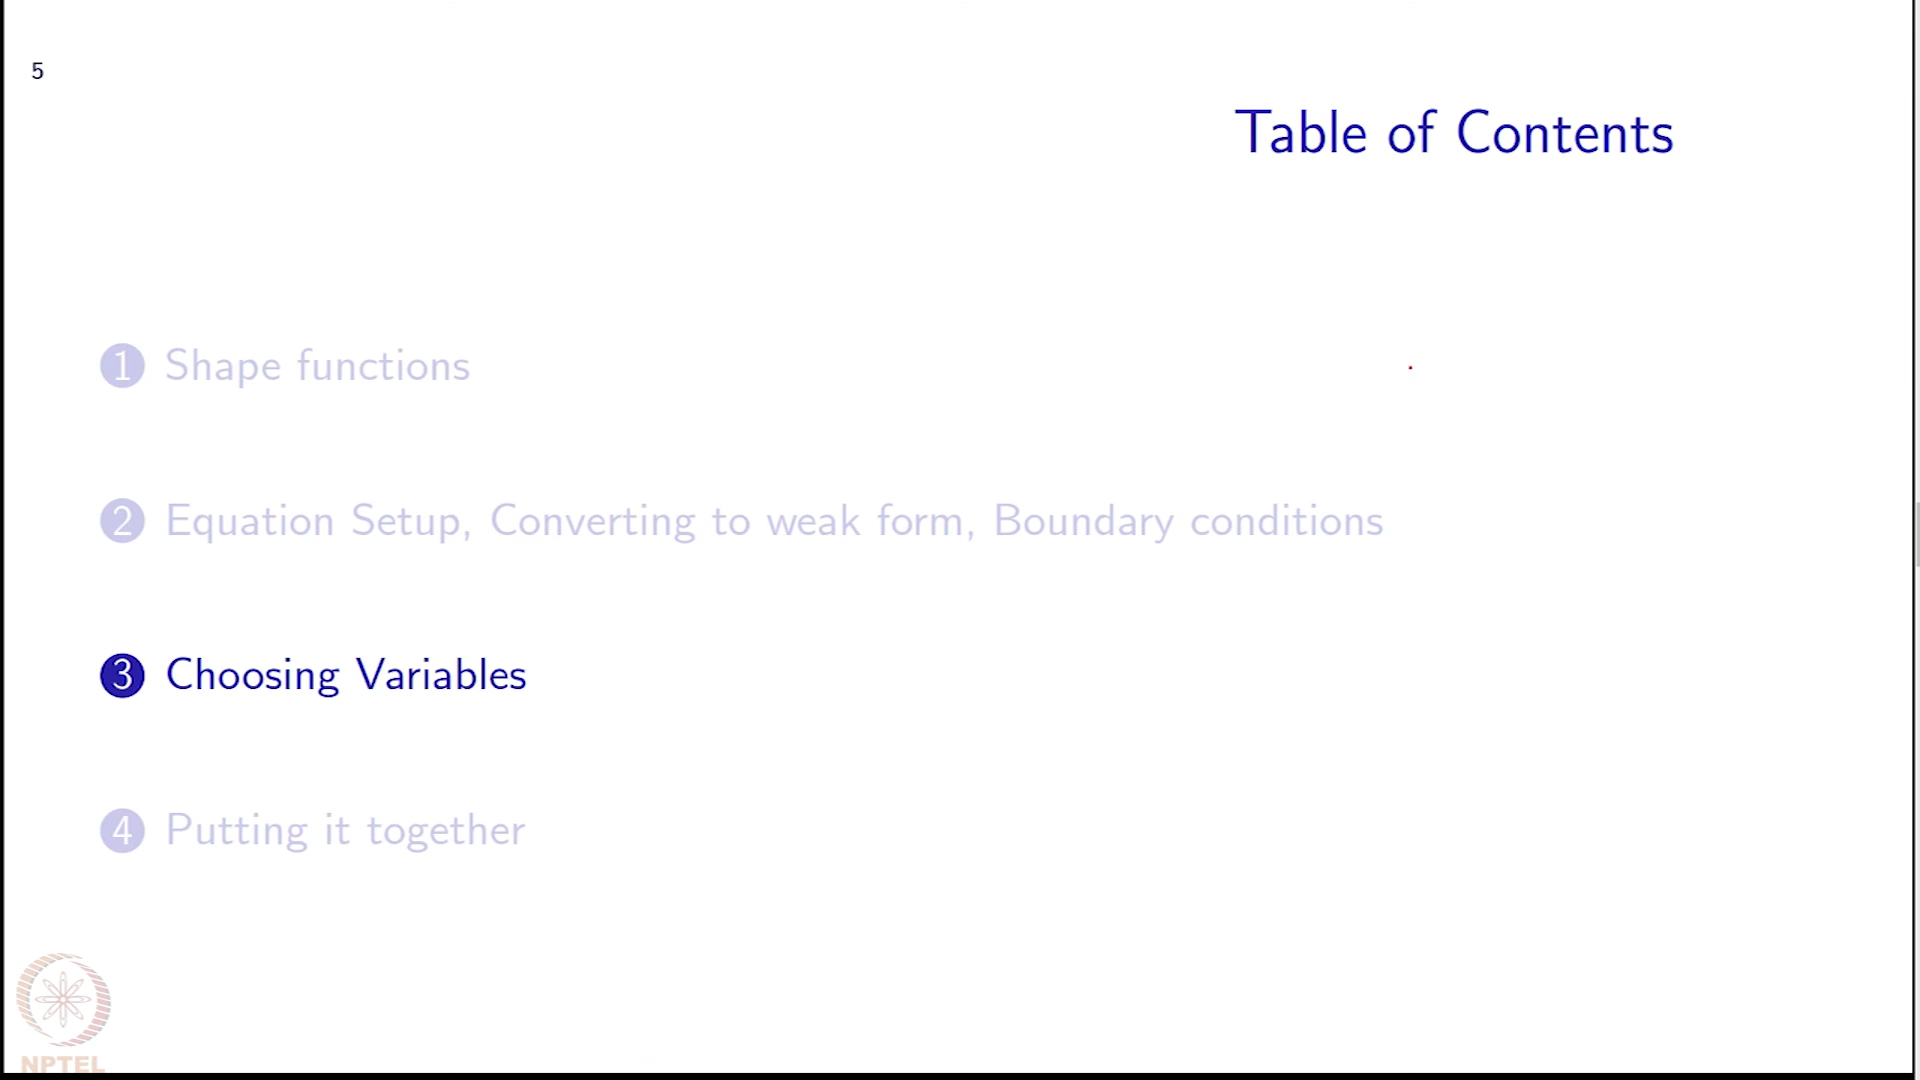 5
Table of Contents
1 Shape functions
2 Equation Setup, Converting to weak form, Boundary conditions
3 Choosing Variables
4 Putting it together
NPTEL